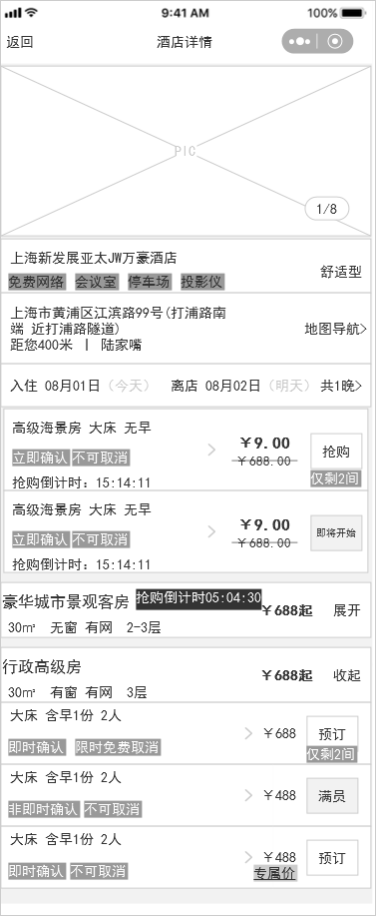 9:41 AM 100%
返回 酒店详情
PIC
1/8
上海新发展亚太JW万豪酒店
舒适型
免费网络 会议室 停车场 投影仪
上海市黄浦区江滨路99号(打浦路南
端 近打浦路隧道)
地图导航>
距您400米 | 陆家嘴
入住 08月01日(今天) 离店 08月02日(明天) 共1晚>
高级海景房 大床 无早
¥9.00
抢购
立即确认 不可取消
¥688.00
仅剩2间
抢购倒计时: 15:14:11
高级海景房 大床 无早
¥9.00
即将开始
立即确认 不可取消
¥688.00
抢购倒计时: 15:14:11
抢购倒计时05:04:30
豪华城市景观客房
¥688起 展开
30㎡ 无窗 有网 2-3层
行政高级房
¥688起 收起
30㎡ 有窗 有网 3层
大床 含早1份 2人
¥688 预订
即时确认 限时免费取消
仅剩2间
大床 含早1份 2人
¥488 满员
非即时确认 不可取消
大床 含早1份 2人
¥488 预订
即时确认 不可取消
专属价